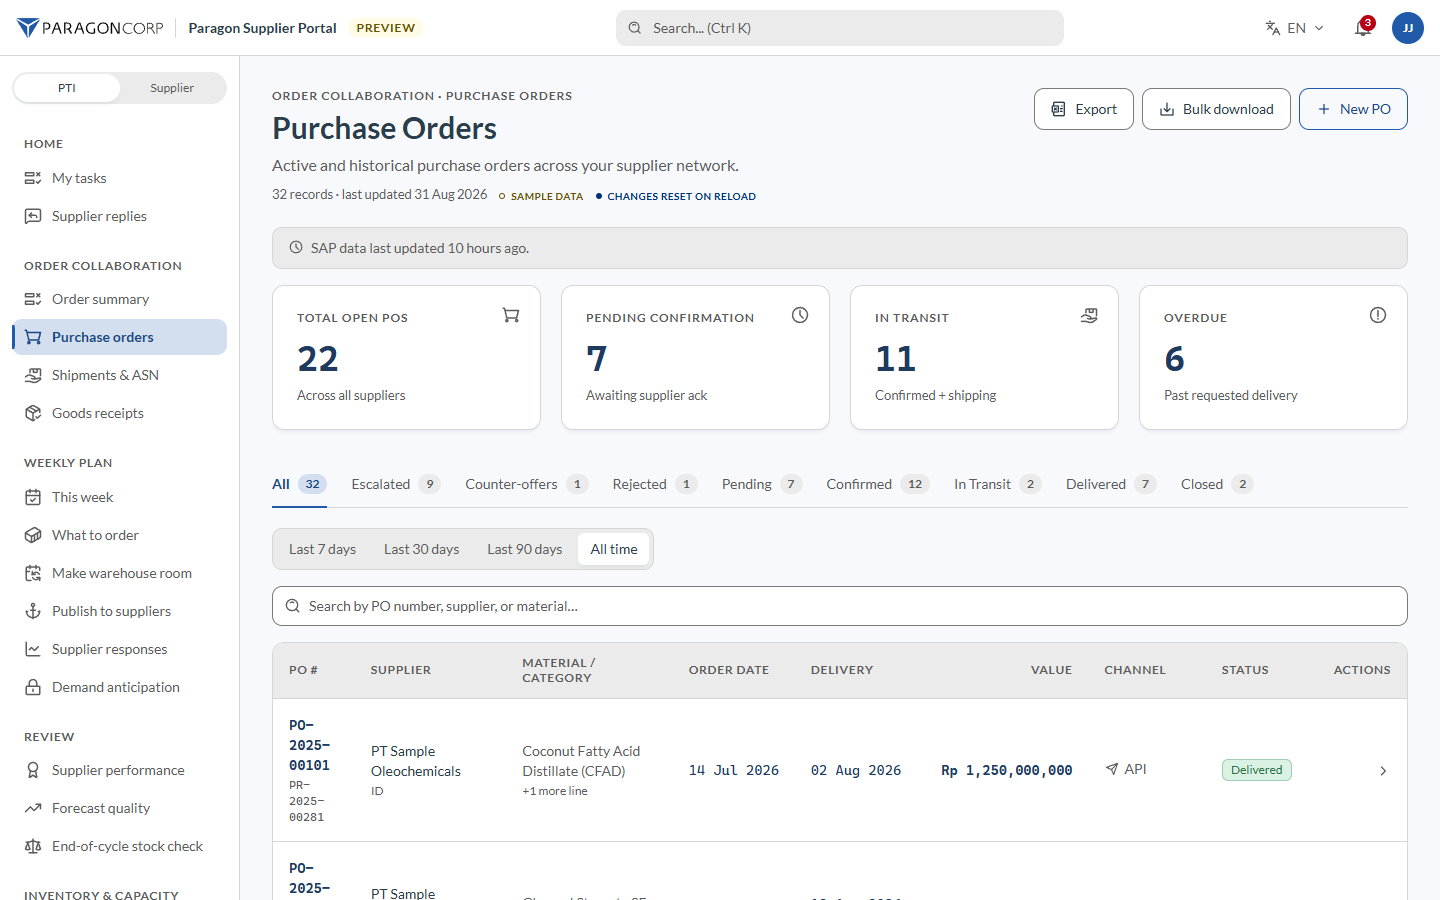 PARAGONCORP
Paragon Supplier Portal
PREVIEW
Search... (Ctrl K)
EN
3
JJ
PTI
Supplier
HOME
My tasks
Supplier replies
ORDER COLLABORATION
Order summary
Purchase orders
Shipments & ASN
Goods receipts
WEEKLY PLAN
This week
What to order
Make warehouse room
Publish to suppliers
Supplier responses
Demand anticipation
REVIEW
Supplier performance
Forecast quality
End-of-cycle stock check
INVENTORY & CAPACITY
ORDER COLLABORATION · PURCHASE ORDERS
Purchase Orders
Active and historical purchase orders across your supplier network.
32 records · last updated 31 Aug 2026
SAMPLE DATA
CHANGES RESET ON RELOAD
Export
Bulk download
New PO
SAP data last updated 10 hours ago.
TOTAL OPEN POS
22
Across all suppliers
PENDING CONFIRMATION
7
Awaiting supplier ack
IN TRANSIT
11
Confirmed + shipping
OVERDUE
6
Past requested delivery
All 32
Escalated 9
Counter-offers 1
Rejected 1
Pending 7
Confirmed 12
In Transit 2
Delivered 7
Closed 2
Last 7 days
Last 30 days
Last 90 days
All time
Search by PO number, supplier, or material...
PO #
SUPPLIER
MATERIAL /
CATEGORY
ORDER DATE
DELIVERY
VALUE
CHANNEL
STATUS
ACTIONS
PO-
2025-
00101
PR-
2025-
00281
PT Sample
Oleochemicals
ID
Coconut Fatty Acid
Distillate (CFAD)
+1 more line
14 Jul 2026
02 Aug 2026
Rp 1,250,000,000
API
Delivered
PO-
2025-
PT Sample